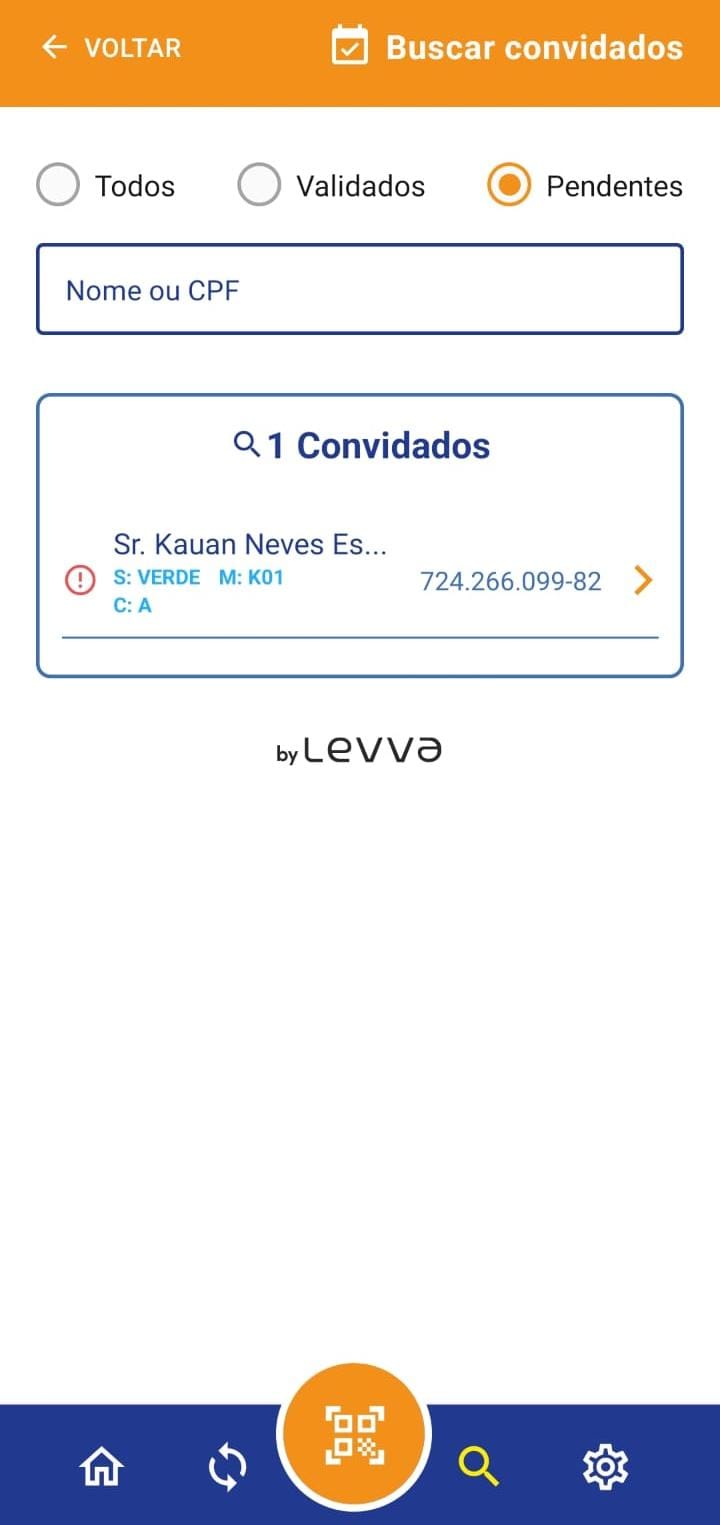 VOLTAR
Buscar convidados
Todos
Validados
Pendentes
Nome ou CPF
1 Convidados
Sr. Kauan Neves Es...
S: VERDE M: K01
C: A
724.266.099-82
by Levva